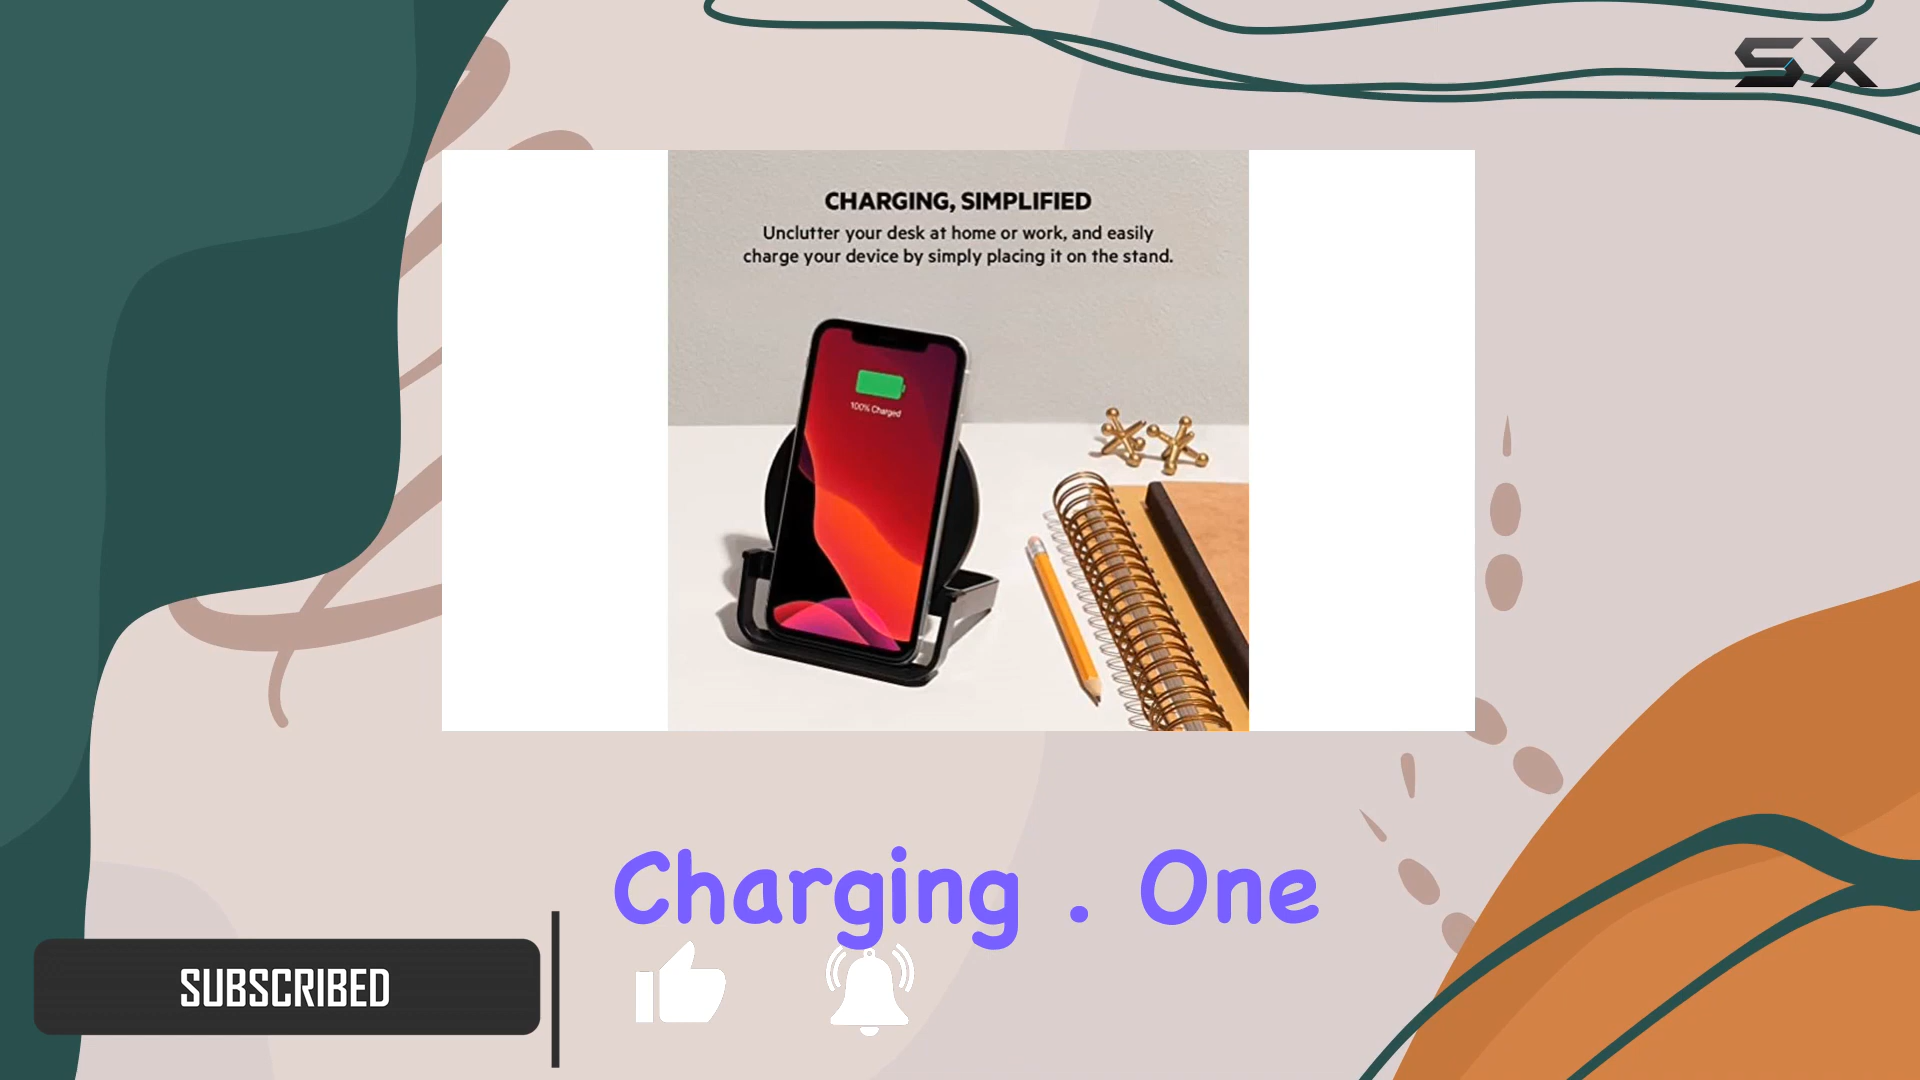 SX
CHARGING, SIMPLIFIED
Unclutter your desk at home or work, and easily
charge your device by simply placing it on the stand.
100% Charged
Charging . One
SUBSCRIBED